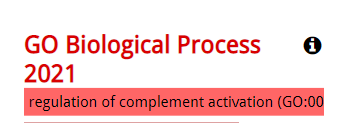 GO Biological Process
2021
regulation of complement activation (GO:00